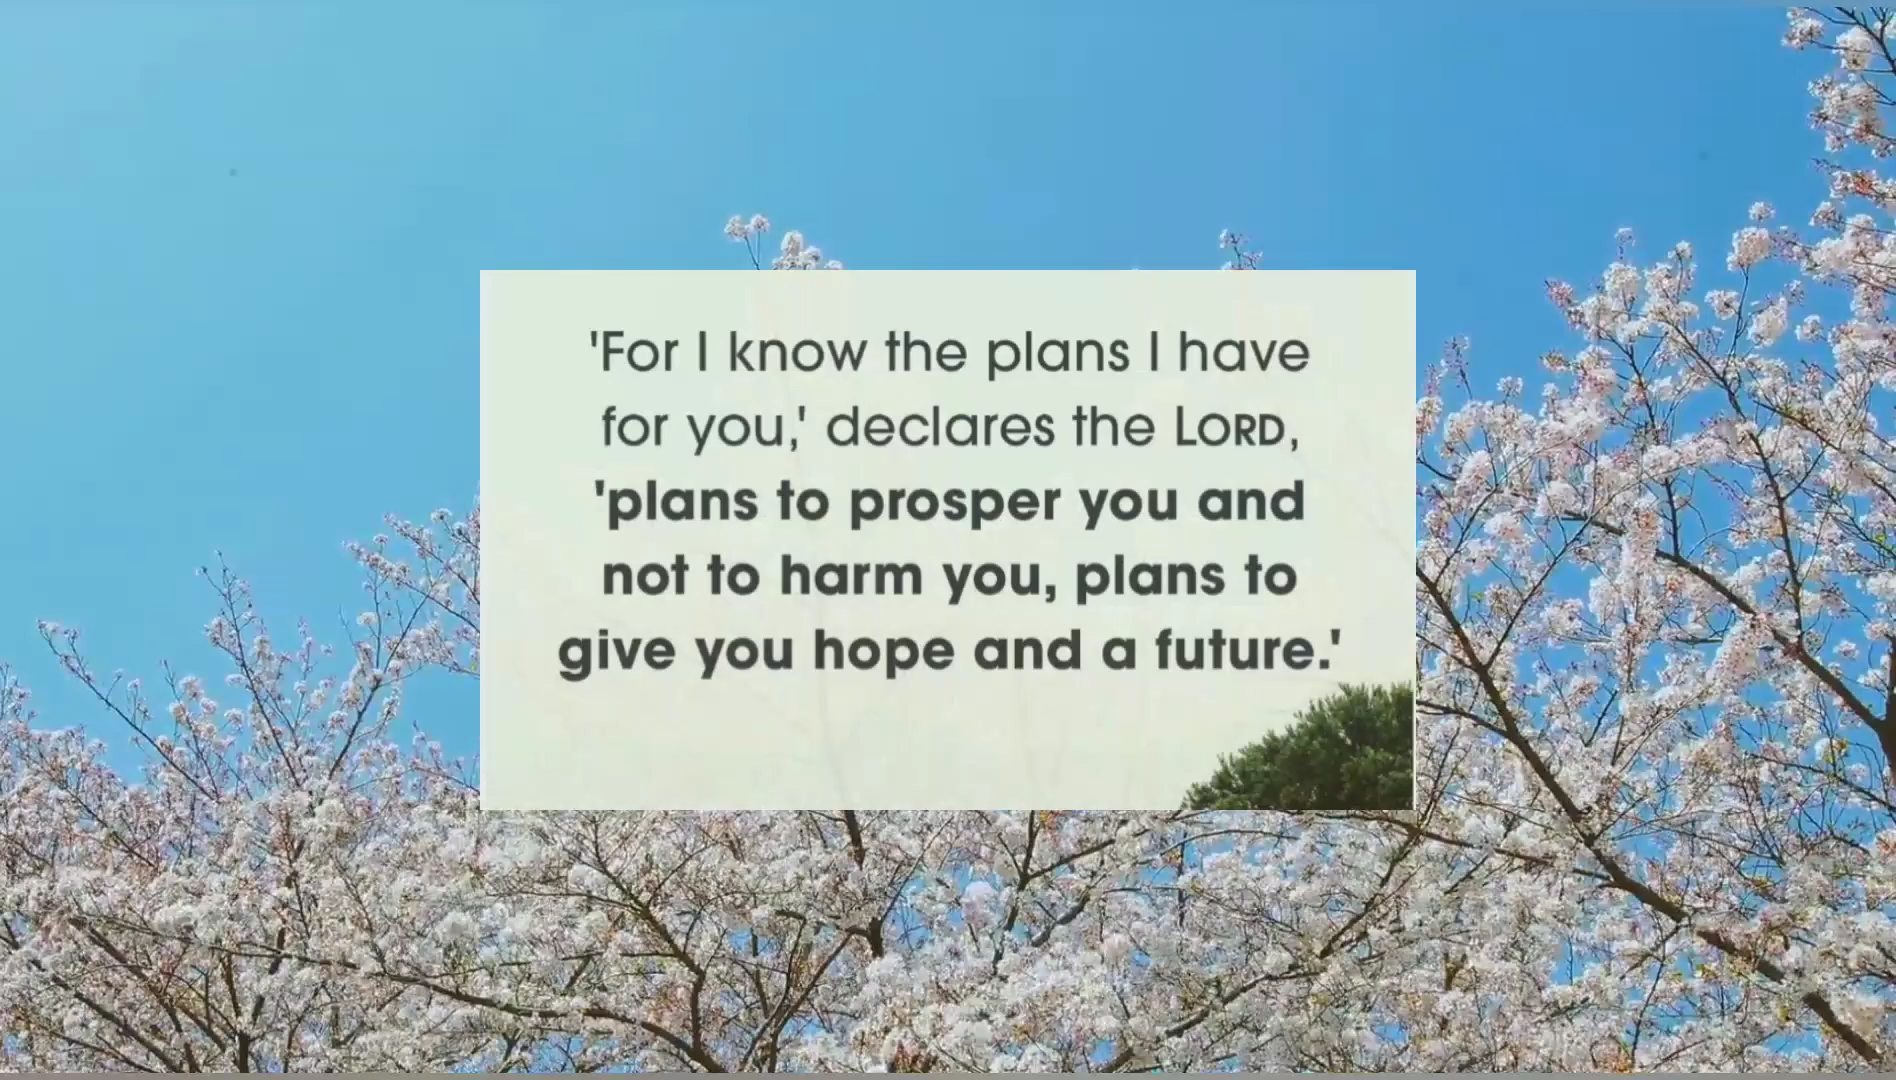 'For I know the plans I have
for you,' declares the LORD,
'plans to prosper you and
not to harm you, plans to
give you hope and a future.'